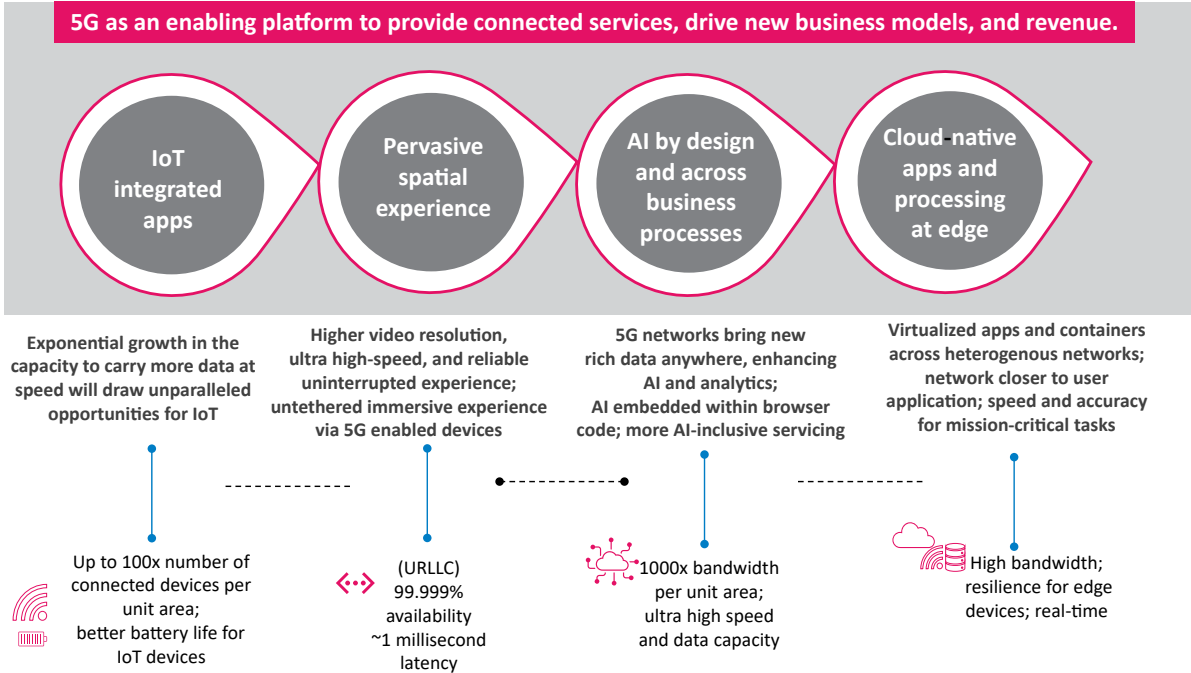 5G as an enabling platform to provide connected services, drive new business models, and revenue.
IoT
integrated
apps
Pervasive
spatial
experience
AI by design
and across
business
processes
Cloud-native
apps and
processing
at edge
Exponential growth in the
capacity to carry more data at
speed will draw unparalleled
opportunities for IoT
Higher video resolution,
ultra high-speed, and reliable
uninterrupted experience;
untethered immersive experience
via 5G enabled devices
5G networks bring new
rich data anywhere, enhancing
AI and analytics;
AI embedded within browser
code; more AI-inclusive servicing
Virtualized apps and containers
across heterogenous networks;
network closer to user
application; speed and accuracy
for mission-critical tasks
Up to 100x number of
connected devices per
unit area;
better battery life for
IoT devices
(URLLC)
99.999%
availability
~1 millisecond
latency
1000x bandwidth
per unit area;
ultra high speed
and data capacity
High bandwidth;
resilience for edge
devices; real-time